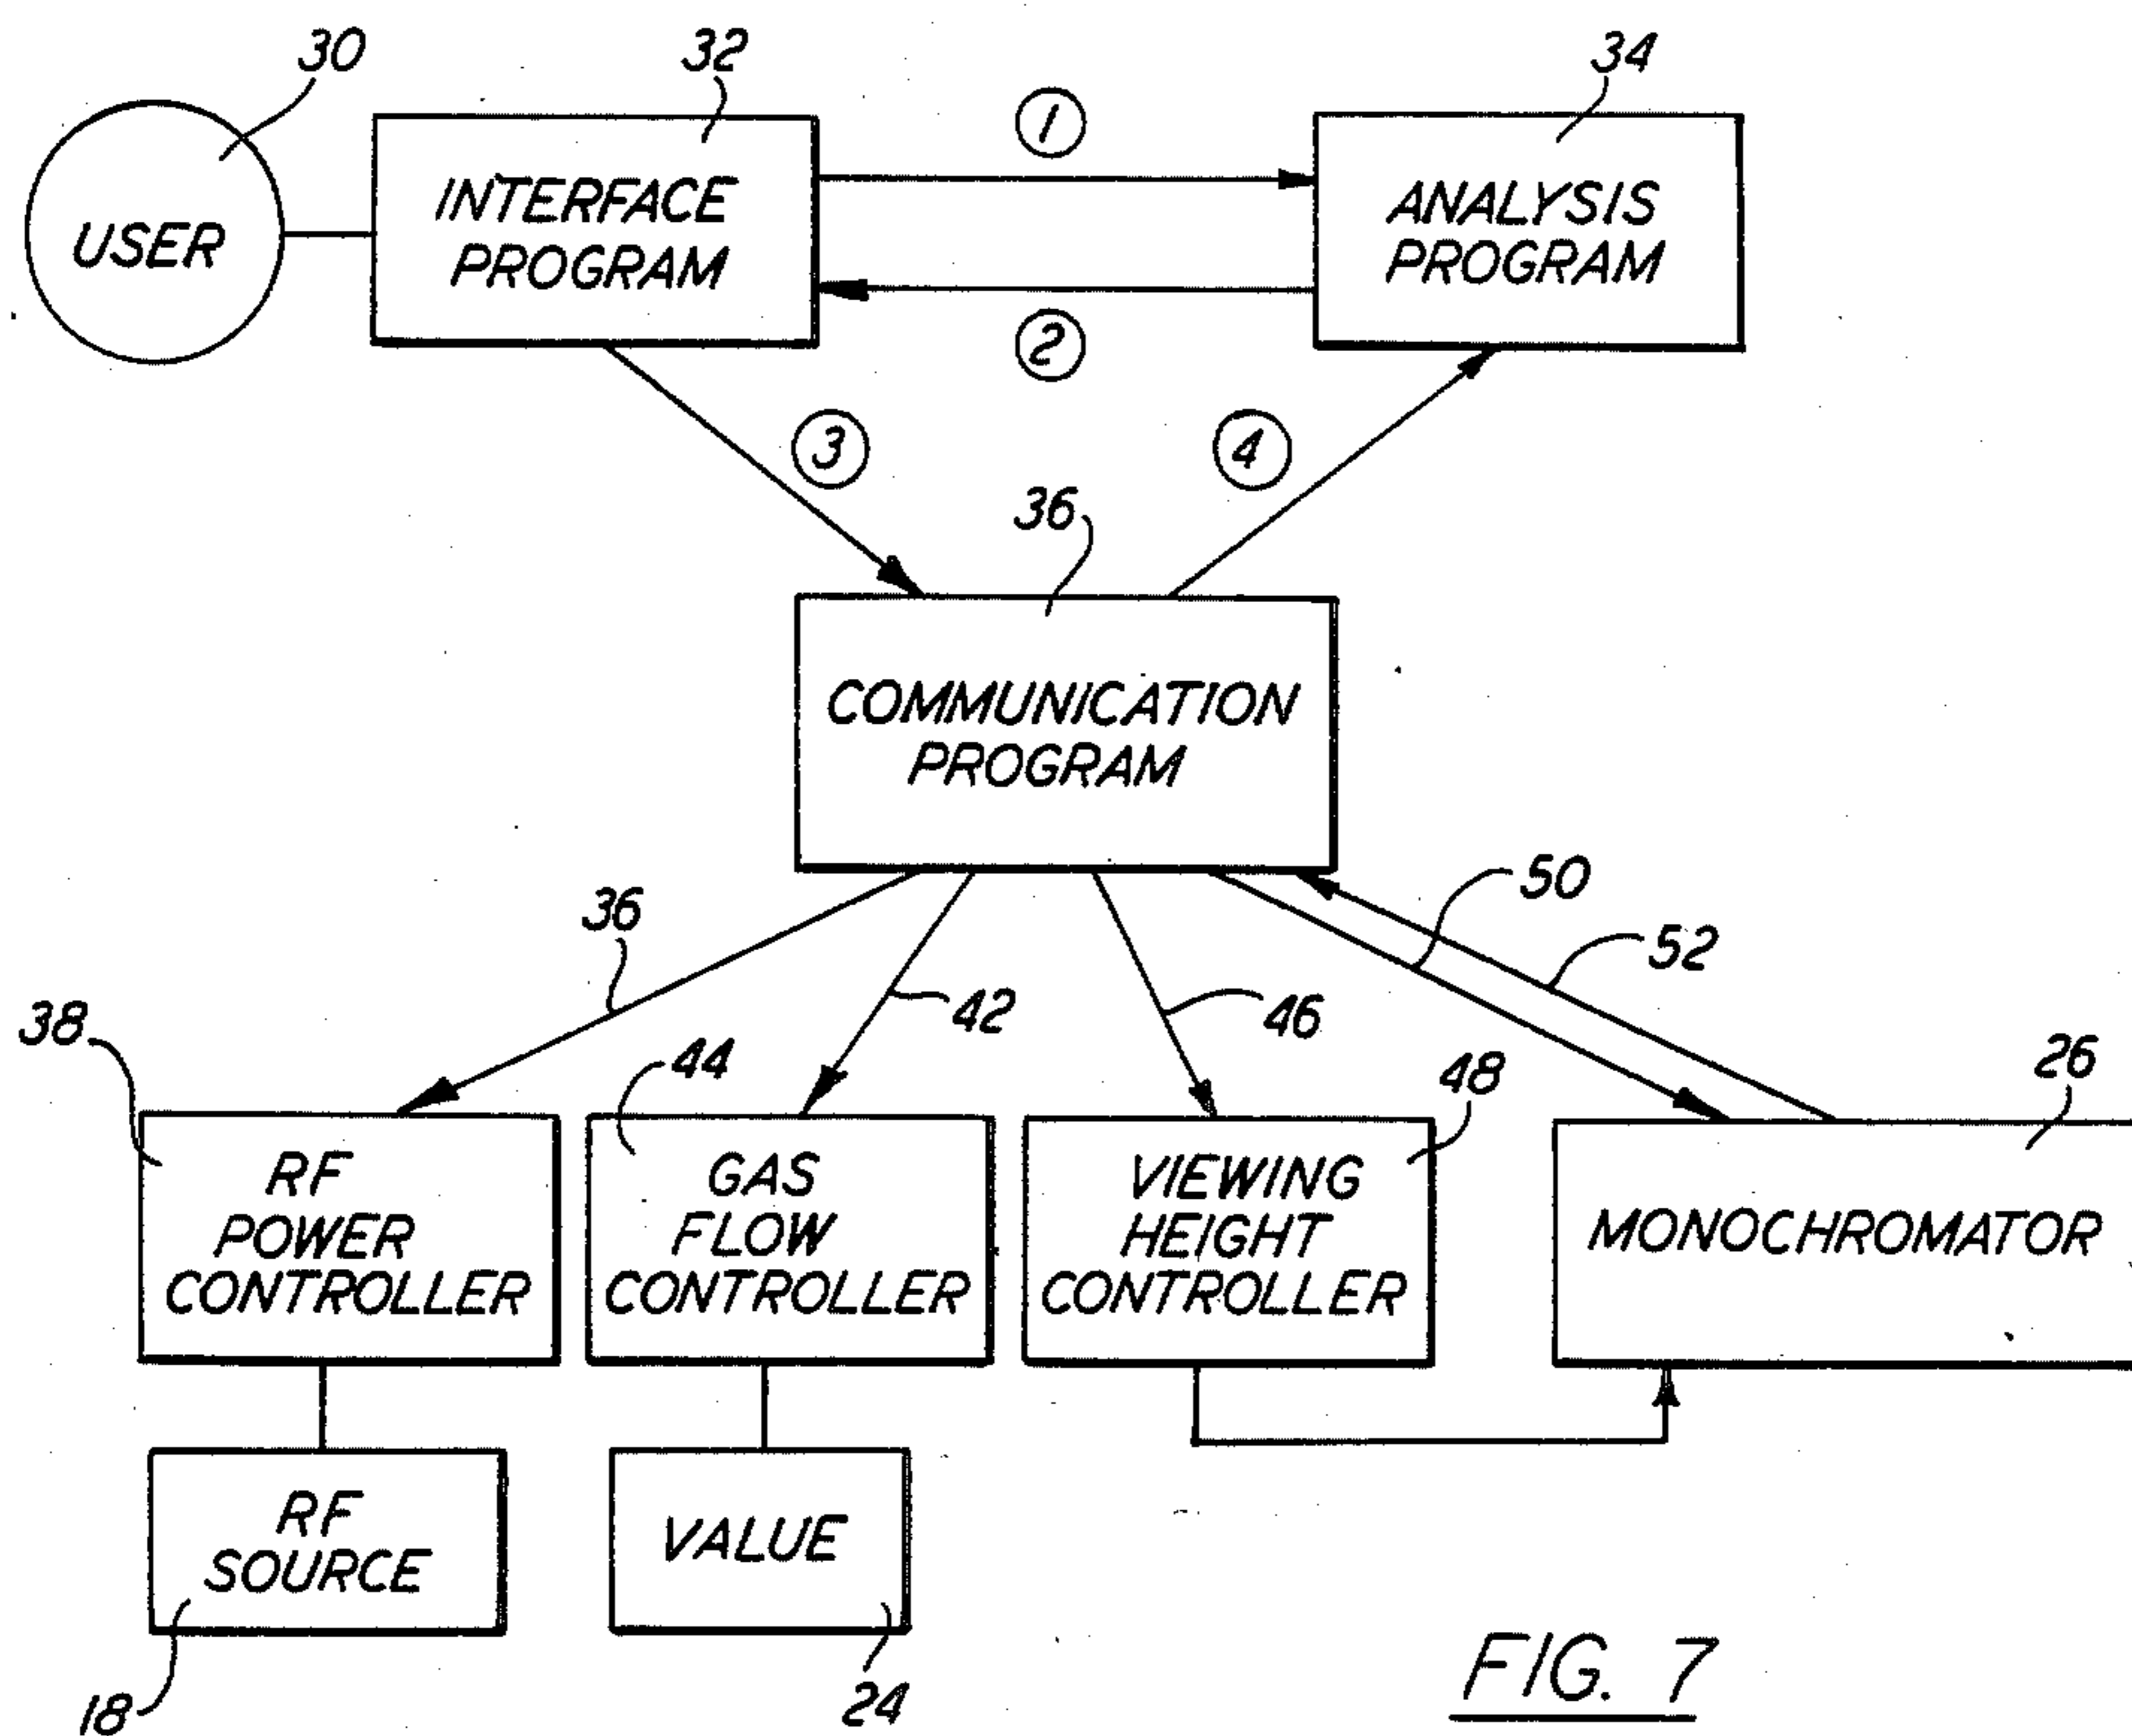 30
32
34
1
USER
INTERFACE
PROGRAM
ANALYSIS
PROGRAM
2
3
4
36
COMMUNICATION
PROGRAM
36
42
46
50
52
38
44
48
26
RF
POWER
CONTROLLER
GAS
FLOW
CONTROLLER
VIEWING
HEIGHT
CONTROLLER
MONOCHROMATOR
RF
SOURCE
VALUE
18
24
FIG. 7